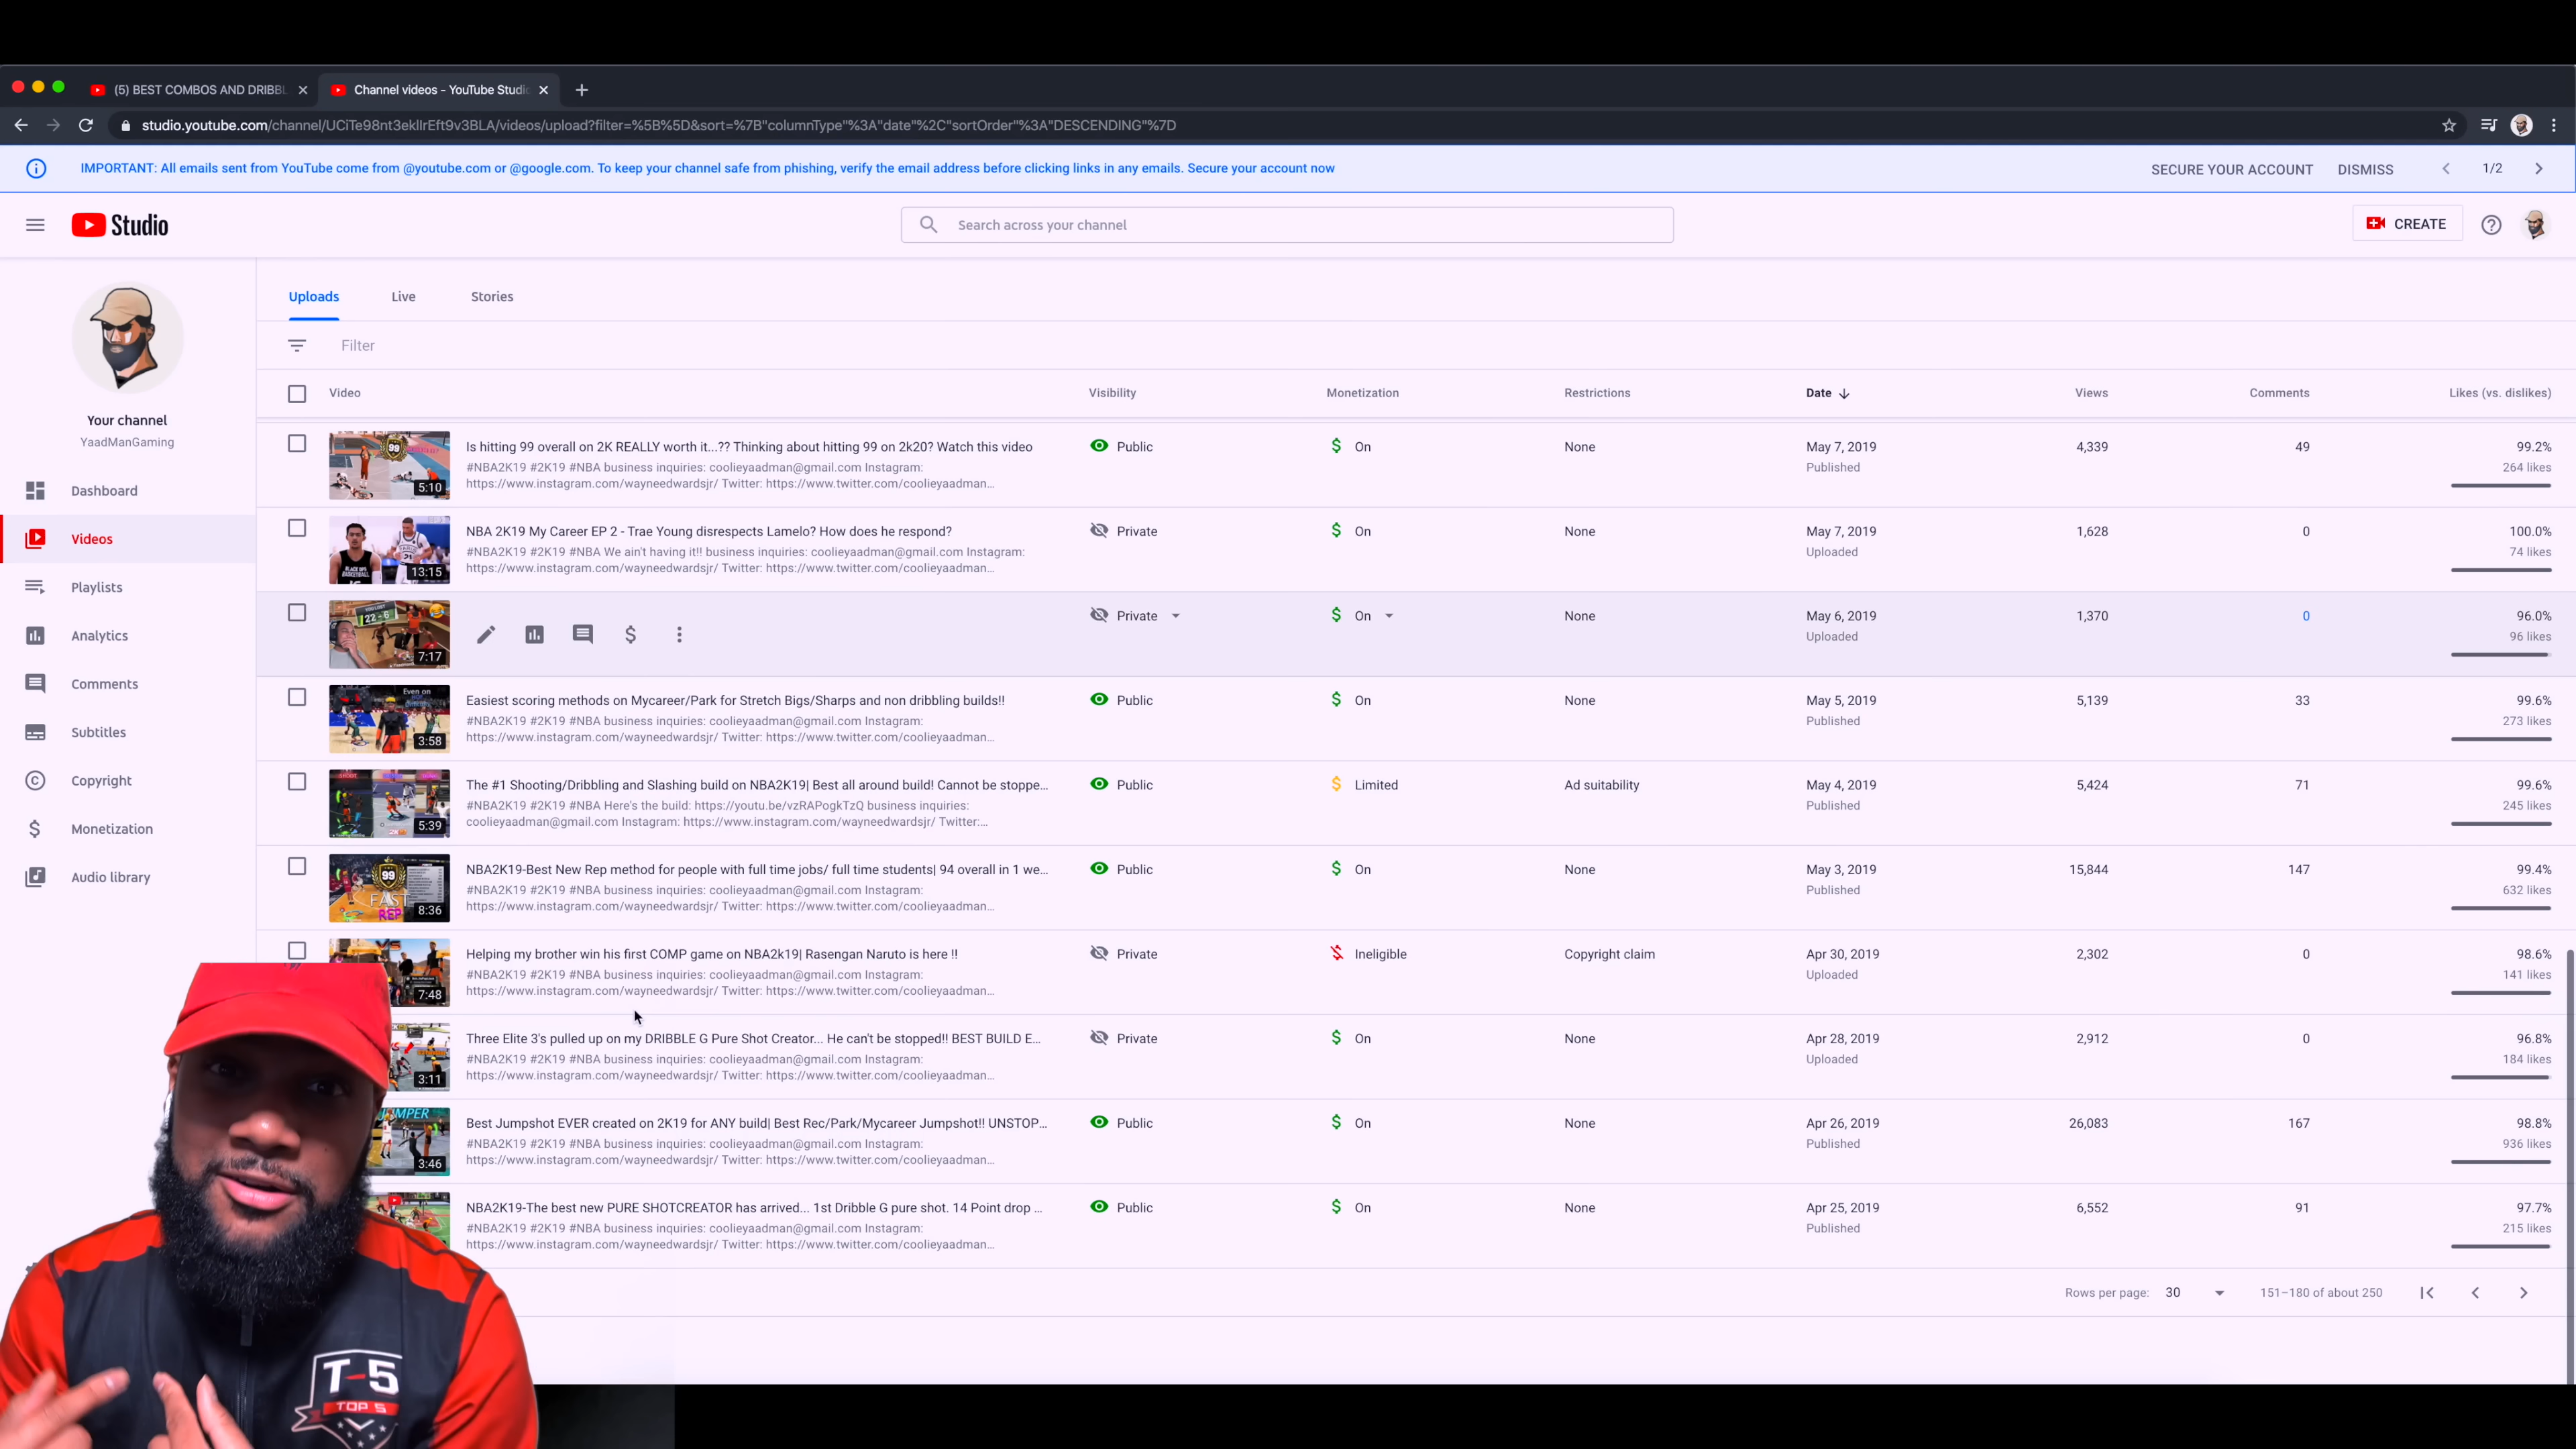 (5) BEST COMBOS AND DRIBBL
Channel videos - YouTube Studio
studio.youtube.com/channel/UCiTe98nt3ekllrEft9v3BLA/videos/upload?filter=%5B%5D&sort=%7B"columnType"%3A"date"%2C"sortOrder"%3A"DESCENDING"%7D
IMPORTANT: All emails sent from YouTube come from @youtube.com or @google.com. To keep your channel safe from phishing, verify the email address before clicking links in any emails. Secure your account now
SECURE YOUR ACCOUNT DISMISS 1/2
Studio
Search across your channel
CREATE
Your channel
YaadManGaming
Dashboard
Videos
Playlists
Analytics
Comments
Subtitles
Copyright
Monetization
Audio library
Uploads Live Stories
Filter
Video Visibility Monetization Restrictions Date Views Comments Likes (vs. dislikes)
99
5:10
Is hitting 99 overall on 2K REALLY worth it...?? Thinking about hitting 99 on 2k20? Watch this video Public On None May 7, 2019 4,339 49 99.2%
#NBA2K19 #2K19 #NBA business inquiries: coolieyaadman@gmail.com Instagram: Published 264 likes
https://www.instagram.com/wayneedwardsjr/ Twitter: https://www.twitter.com/coolieyaadman...
13:15
NBA 2K19 My Career EP 2 - Trae Young disrespects Lamelo? How does he respond? Private On None May 7, 2019 1,628 0 100.0%
#NBA2K19 #2K19 #NBA We ain't having it!! business inquiries: coolieyaadman@gmail.com Instagram: Uploaded 74 likes
https://www.instagram.com/wayneedwardsjr/ Twitter: https://www.twitter.com/coolieyaadman...
22 - 6
7:17
Private On None May 6, 2019 1,370 0 96.0%
Uploaded 96 likes
Even on
3:58
Easiest scoring methods on Mycareer/Park for Stretch Bigs/Sharps and non dribbling builds!! Public On None May 5, 2019 5,139 33 99.6%
#NBA2K19 #2K19 #NBA business inquiries: coolieyaadman@gmail.com Instagram: Published 273 likes
https://www.instagram.com/wayneedwardsjr/ Twitter: https://www.twitter.com/coolieyaadman...
5:39
The #1 Shooting/Dribbling and Slashing build on NBA2K19| Best all around build! Cannot be stoppe... Public Limited Ad suitability May 4, 2019 5,424 71 99.6%
#NBA2K19 #2K19 #NBA Here's the build: https://youtu.be/vzRAPogkTzQ business inquiries: Published 245 likes
coolieyaadman@gmail.com Instagram: https://www.instagram.com/wayneedwardsjr/ Twitter:...
99
FAST
REP
8:36
NBA2K19-Best New Rep method for people with full time jobs/ full time students| 94 overall in 1 we... Public On None May 3, 2019 15,844 147 99.4%
#NBA2K19 #2K19 #NBA business inquiries: coolieyaadman@gmail.com Instagram: Published 632 likes
https://www.instagram.com/wayneedwardsjr/ Twitter: https://www.twitter.com/coolieyaadman...
7:48
Helping my brother win his first COMP game on NBA2k19| Rasengan Naruto is here !! Private Ineligible Copyright claim Apr 30, 2019 2,302 0 98.6%
#NBA2K19 #2K19 #NBA business inquiries: coolieyaadman@gmail.com Instagram: Uploaded 141 likes
https://www.instagram.com/wayneedwardsjr/ Twitter: https://www.twitter.com/coolieyaadman...
3:11
Three Elite 3's pulled up on my DRIBBLE G Pure Shot Creator... He can't be stopped!! BEST BUILD E... Private On None Apr 28, 2019 2,912 0 96.8%
#NBA2K19 #2K19 #NBA business inquiries: coolieyaadman@gmail.com Instagram: Uploaded 184 likes
https://www.instagram.com/wayneedwardsjr/ Twitter: https://www.twitter.com/coolieyaadman...
3:46
Best Jumpshot EVER created on 2K19 for ANY build| Best Rec/Park/Mycareer Jumpshot!! UNSTOP... Public On None Apr 26, 2019 26,083 167 98.8%
#NBA2K19 #2K19 #NBA business inquiries: coolieyaadman@gmail.com Instagram: Published 936 likes
https://www.instagram.com/wayneedwardsjr/ Twitter: https://www.twitter.com/coolieyaadman...
NBA2K19-The best new PURE SHOTCREATOR has arrived... 1st Dribble G pure shot. 14 Point drop ... Public On None Apr 25, 2019 6,552 91 97.7%
#NBA2K19 #2K19 #NBA business inquiries: coolieyaadman@gmail.com Instagram: Published 215 likes
https://www.instagram.com/wayneedwardsjr/ Twitter: https://www.twitter.com/coolieyaadman...
Rows per page: 30 151–180 of about 250
T-5
TOP 5